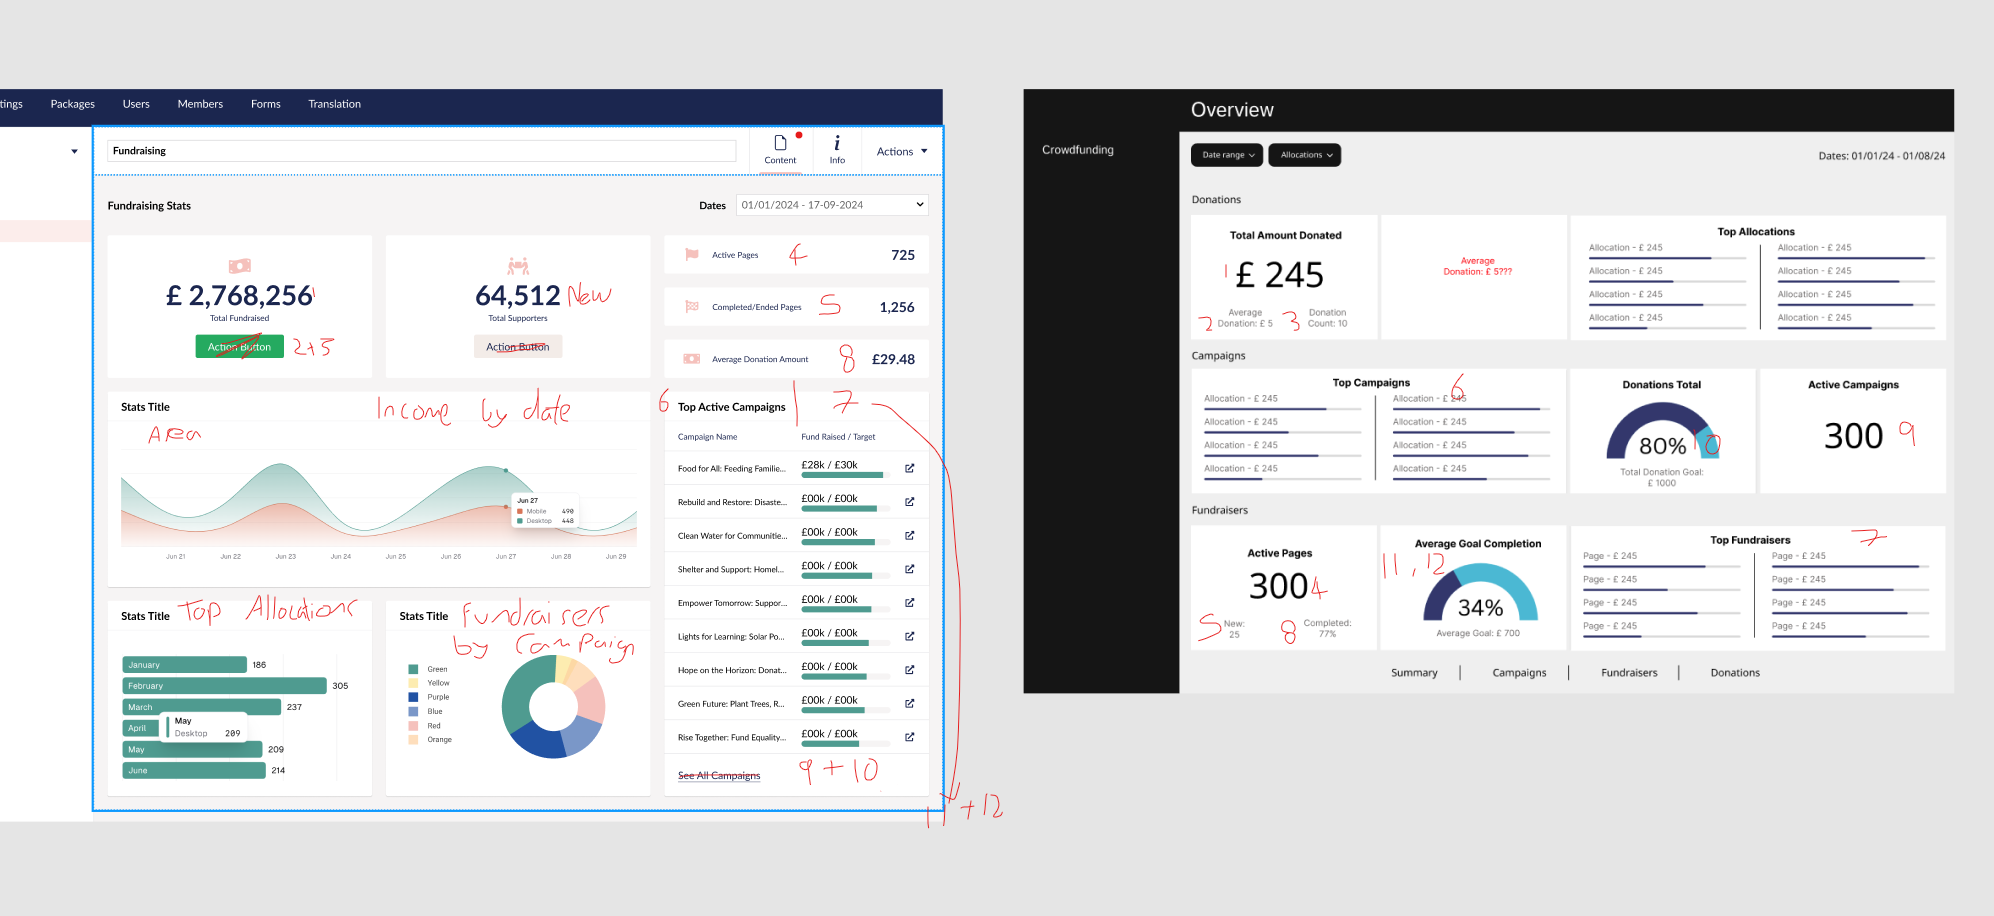 tings Packages Users Members Forms Translation
Fundraising
Content
Info
Actions
Fundraising Stats
Dates
01/01/2024 - 17-09-2024
£ 2,768,256 1
Total Fundraised
Action Button 2+3
64,512 New
Total Supporters
Action Button
Active Pages 4 725
Completed/Ended Pages 5 1,256
Average Donation Amount 8 £29.48
Stats Title Income by date
Area
Jun 27
Mobile 490
Desktop 448
Jun 21 Jun 22 Jun 23 Jun 24 Jun 25 Jun 26 Jun 27 Jun 28 Jun 29
Stats Title Top Allocations
January 186
February 305
March 237
April
May
Desktop 209
May 209
June 214
Stats Title Fundraisers
by Campaign
Green
Yellow
Purple
Blue
Red
Orange
6 Top Active Campaigns | 7
Campaign Name Fund Raised / Target
Food for All: Feeding Familie... £28k / £30k
Rebuild and Restore: Disaste... £00k / £00k
Clean Water for Communitie... £00k / £00k
Shelter and Support: Homel... £00k / £00k
Empower Tomorrow: Suppor... £00k / £00k
Lights for Learning: Solar Po... £00k / £00k
Hope on the Horizon: Donat... £00k / £00k
Green Future: Plant Trees, R... £00k / £00k
Rise Together: Fund Equality... £00k / £00k
See All Campaigns 9 + 10
11 + 12
Overview
Crowdfunding
Date range
Allocations
Dates: 01/01/24 - 01/08/24
Donations
Total Amount Donated
1 £ 245
2 Average
Donation: £ 5
3 Donation
Count: 10
Average
Donation: £ 5???
Top Allocations
Allocation - £ 245 Allocation - £ 245
Allocation - £ 245 Allocation - £ 245
Allocation - £ 245 Allocation - £ 245
Allocation - £ 245 Allocation - £ 245
Campaigns
Top Campaigns 6
Allocation - £ 245 Allocation - £ 245
Allocation - £ 245 Allocation - £ 245
Allocation - £ 245 Allocation - £ 245
Allocation - £ 245 Allocation - £ 245
Donations Total
80% 10
Total Donation Goal:
£ 1000
Active Campaigns
300 9
Fundraisers
Active Pages
300 4
5 New:
25
8 Completed:
77%
Average Goal Completion
11, 12
34%
Average Goal: £ 700
Top Fundraisers 7
Page - £ 245 Page - £ 245
Page - £ 245 Page - £ 245
Page - £ 245 Page - £ 245
Page - £ 245 Page - £ 245
Summary | Campaigns | Fundraisers | Donations